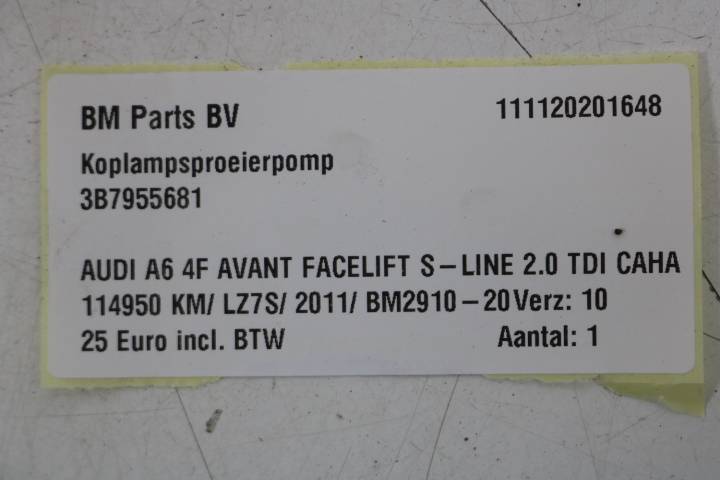 BM Parts BV 111120201648
Koplampsproeierpomp
3B7955681
AUDI A6 4F AVANT FACELIFT S-LINE 2.0 TDI CAHA
114950 KM/ LZ7S/ 2011/ BM2910-20Verz: 10
25 Euro incl. BTW Aantal: 1